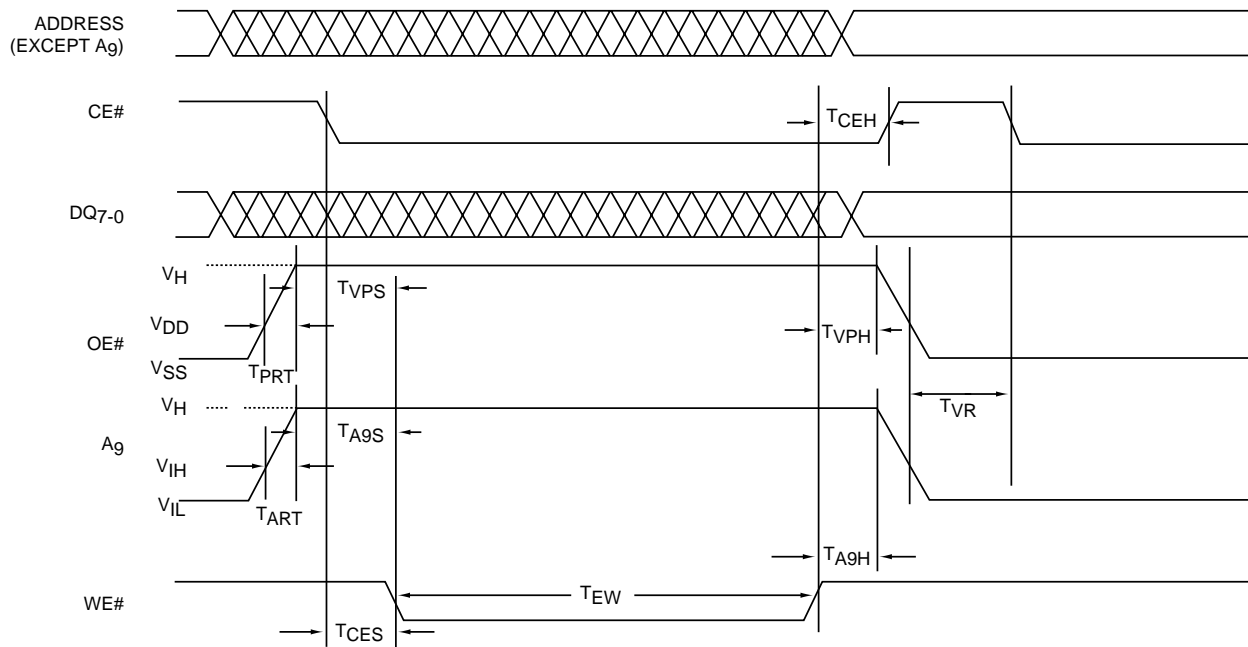 ADDRESS
(EXCEPT A9)
CE#
TCEH
DQ7-0
VH
TVPS
VDD
TVPH
OE#
VSS
TPRT
VH
TVR
TA9S
A9
VIH
VIL
TART
TA9H
TEW
WE#
TCES